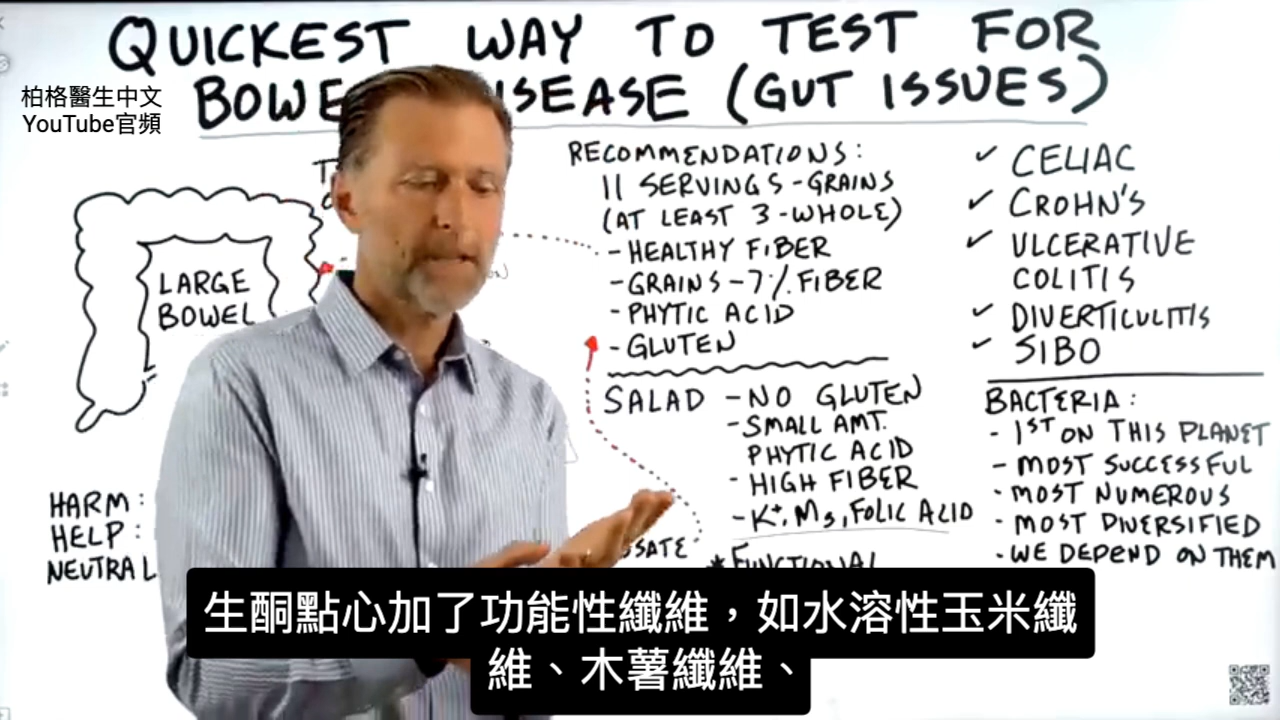 QUICKEST WAY TO TEST FOR
柏格醫生中文
YouTube官頻
(GUT ISSUES)
LARGE
BOWEL
HARM:
HELP:
NEUTRAL
RECOMMENDATIONS:
11 SERVINGS - GRAINS
(AT LEAST 3 - WHOLE)
- HEALTHY FIBER
- GRAINS - 7% FIBER
- PHYTIC ACID
- GLUTEN
SALAD - NO GLUTEN
- SMALL AMT.
PHYTIC ACID
- HIGH FIBER
- K+, Mg, FOLIC ACID
* FUNCTIONAL
✓ CELIAC
✓ CROHN'S
✓ ULCERATIVE
COLITIS
✓ DIVERTICULITIS
✓ SIBO
BACTERIA:
- 1ST ON THIS PLANET
- MOST SUCCESSFUL
- MOST NUMEROUS
- MOST DIVERSIFIED
- WE DEPEND ON THEM
生酮點心加了功能性纖維，如水溶性玉米纖
維、木薯纖維、